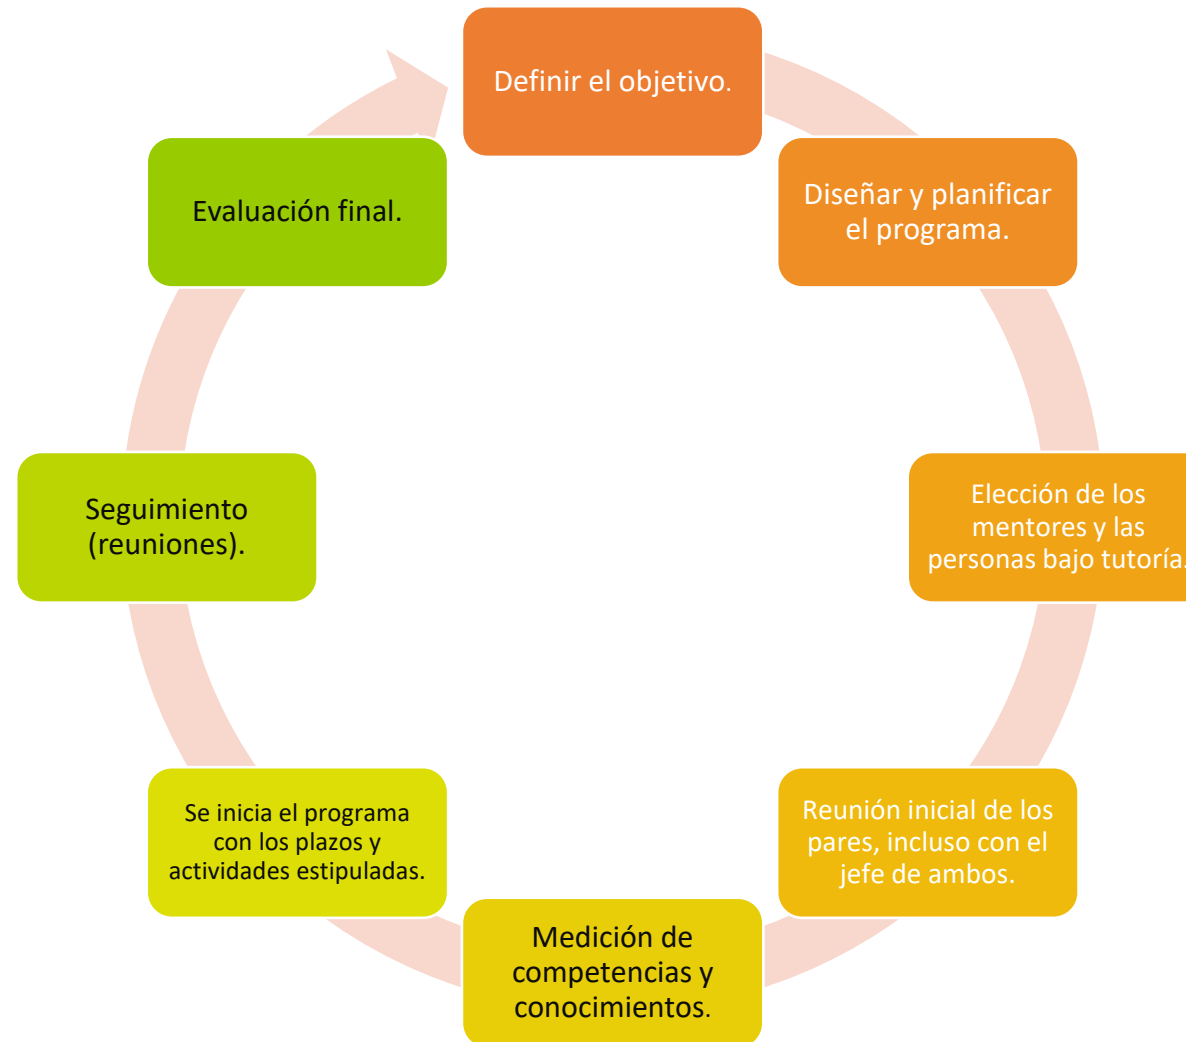 Definir el objetivo.
Diseñar y planificar
el programa.
Elección de los
mentores y las
personas bajo tutoría.
Reunión inicial de los
pares, incluso con el
jefe de ambos.
Medición de
competencias y
conocimientos.
Se inicia el programa
con los plazos y
actividades estipuladas.
Seguimiento
(reuniones).
Evaluación final.